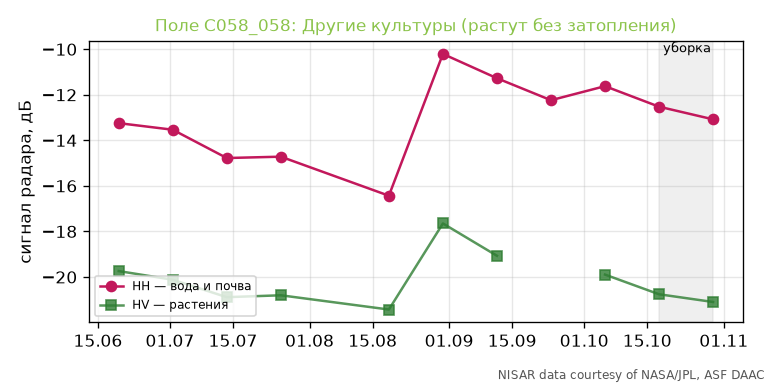 Поле C058_058: Другие культуры (растут без затопления)
уборка
сигнал радара, дБ
−10
−12
−14
−16
−18
−20
HH — вода и почва
HV — растения
15.06 01.07 15.07 01.08 15.08 01.09 15.09 01.10 15.10 01.11
NISAR data courtesy of NASA/JPL, ASF DAAC